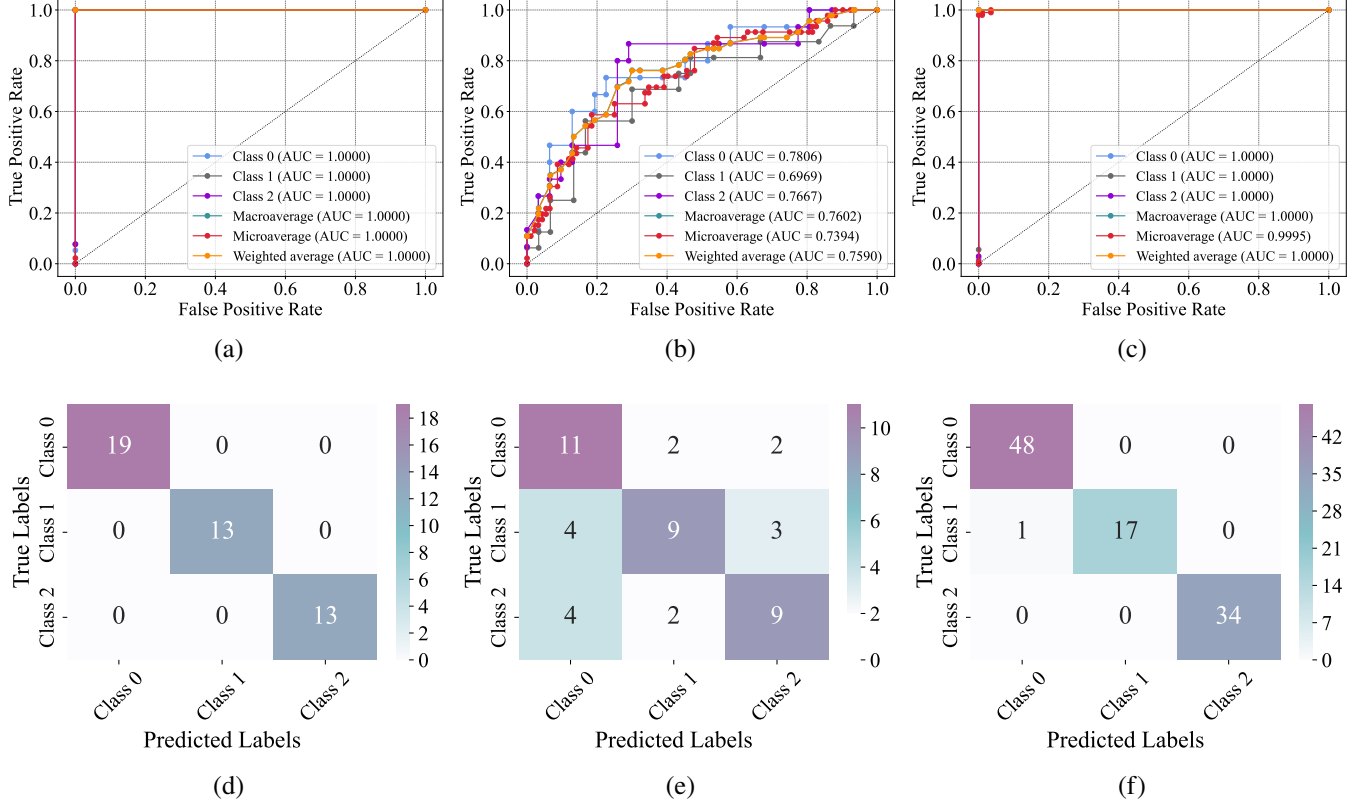 True Positive Rate
1.0
0.8
0.6
0.4
0.2
0.0
Class 0 (AUC = 1.0000)
Class 1 (AUC = 1.0000)
Class 2 (AUC = 1.0000)
Macroaverage (AUC = 1.0000)
Microaverage (AUC = 1.0000)
Weighted average (AUC = 1.0000)
0.0 0.2 0.4 0.6 0.8 1.0
False Positive Rate
(a)
True Positive Rate
1.0
0.8
0.6
0.4
0.2
0.0
Class 0 (AUC = 0.7806)
Class 1 (AUC = 0.6969)
Class 2 (AUC = 0.7667)
Macroaverage (AUC = 0.7602)
Microaverage (AUC = 0.7394)
Weighted average (AUC = 0.7590)
0.0 0.2 0.4 0.6 0.8 1.0
False Positive Rate
(b)
True Positive Rate
1.0
0.8
0.6
0.4
0.2
0.0
Class 0 (AUC = 1.0000)
Class 1 (AUC = 1.0000)
Class 2 (AUC = 1.0000)
Macroaverage (AUC = 1.0000)
Microaverage (AUC = 0.9995)
Weighted average (AUC = 1.0000)
0.0 0.2 0.4 0.6 0.8 1.0
False Positive Rate
(c)
True Labels
Class 0
19 0 0
Class 1
0 13 0
Class 2
0 0 13
Class 0 Class 1 Class 2
Predicted Labels
18
16
14
12
10
8
6
4
2
0
(d)
True Labels
Class 0
11 2 2
Class 1
4 9 3
Class 2
4 2 9
Class 0 Class 1 Class 2
Predicted Labels
10
8
6
4
2
0
(e)
True Labels
Class 0
48 0 0
Class 1
1 17 0
Class 2
0 0 34
Class 0 Class 1 Class 2
Predicted Labels
42
35
28
21
14
7
0
(f)